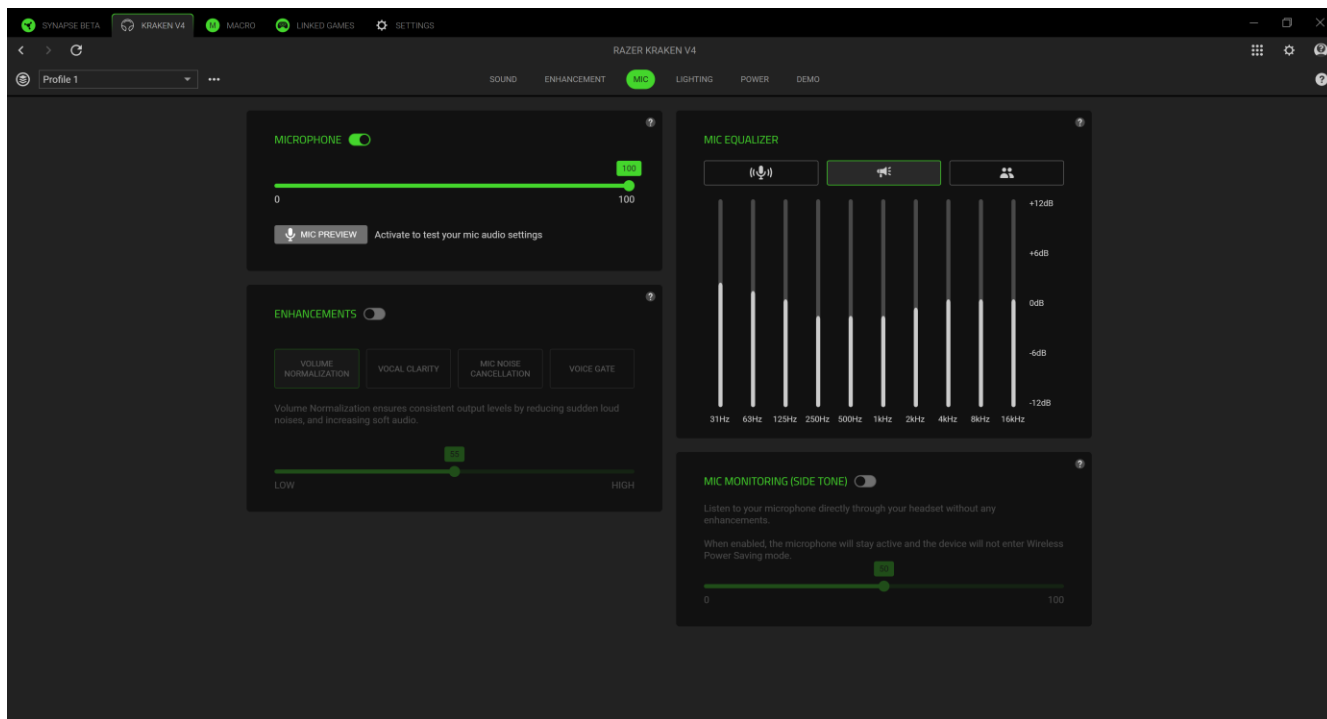 SYNAPSE BETA KRAKEN V4 M MACRO LINKED GAMES SETTINGS
RAZER KRAKEN V4
Profile 1 SOUND ENHANCEMENT MIC LIGHTING POWER DEMO ?
MICROPHONE ?
100
0 100
MIC PREVIEW Activate to test your mic audio settings
ENHANCEMENTS ?
VOLUME NORMALIZATION
VOCAL CLARITY
MIC NOISE CANCELLATION
VOICE GATE
Volume Normalization ensures consistent output levels by reducing sudden loud
noises, and increasing soft audio.
55
LOW HIGH
MIC EQUALIZER ?
+12dB
+6dB
0dB
-6dB
-12dB
31Hz 63Hz 125Hz 250Hz 500Hz 1kHz 2kHz 4kHz 8kHz 16kHz
MIC MONITORING (SIDE TONE) ?
Listen to your microphone directly through your headset without any
enhancements.
When enabled, the microphone will stay active and the device will not enter Wireless
Power Saving mode.
50
0 100